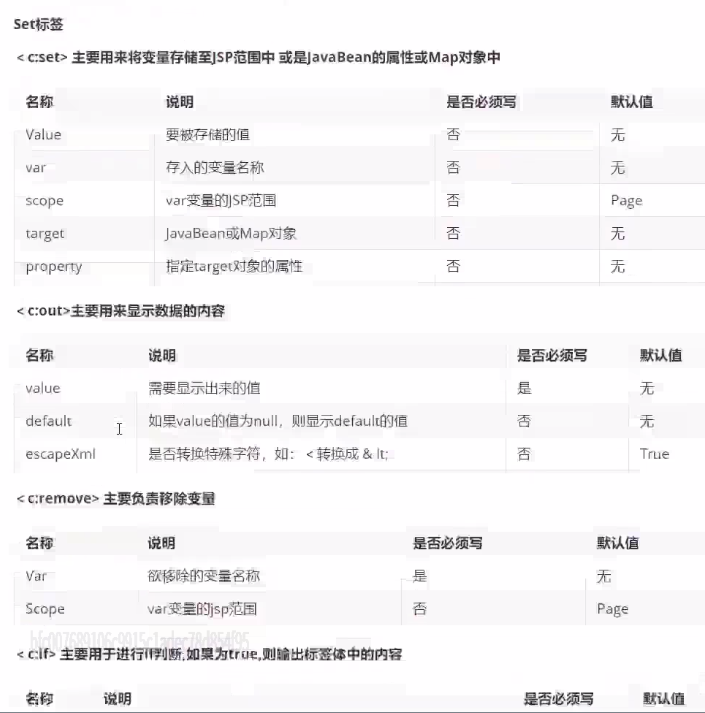 Set标签
<c:set> 主要用来将变量存储至JSP范围中 或是JavaBean的属性或Map对象中
名称 说明 是否必须写 默认值
Value 要被存储的值 否 无
var 存入的变量名称 否 无
scope var变量的JSP范围 否 Page
target JavaBean或Map对象 否 无
property 指定target对象的属性 否 无
<c:out>主要用来显示数据的内容
名称 说明 是否必须写 默认值
value 需要显示出来的值 是 无
default 如果value的值为null，则显示default的值 否 无
escapeXml 是否转换特殊字符，如：<转换成 & lt; 否 True
<c:remove> 主要负责移除变量
名称 说明 是否必须写 默认值
Var 欲移除的变量名称 是 无
Scope var变量的jsp范围 否 Page
<c:if> 主要用于进行if判断,如果为true,则输出标签体中的内容
名称 说明 是否必须写 默认值